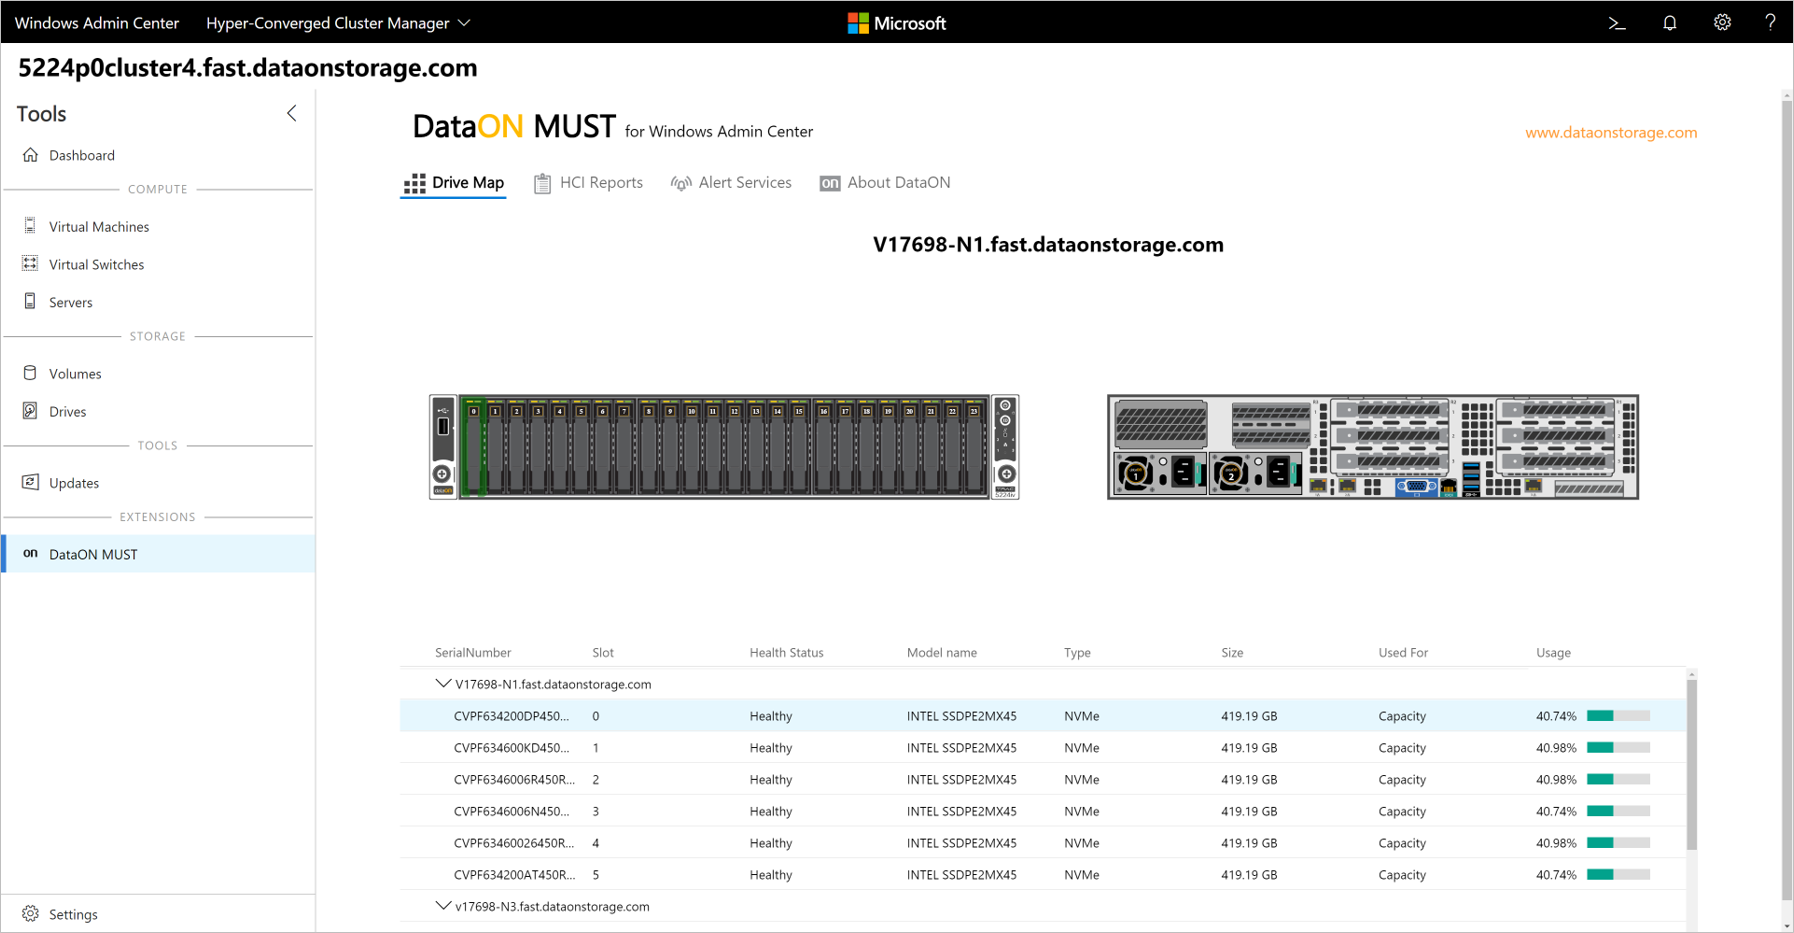 Windows Admin Center Hyper-Converged Cluster Manager Microsoft
5224p0cluster4.fast.dataonstorage.com
Tools
Dashboard
COMPUTE
Virtual Machines
Virtual Switches
Servers
STORAGE
Volumes
Drives
TOOLS
Updates
EXTENSIONS
on DataON MUST
Settings
DataON MUST for Windows Admin Center
www.dataonstorage.com
Drive Map HCI Reports Alert Services on About DataON
V17698-N1.fast.dataonstorage.com
0 1 2 3 4 5 6 7 8 9 10 11 12 13 14 15 16 17 18 19 20 21 22 23
1 2
SerialNumber Slot Health Status Model name Type Size Used For Usage
V17698-N1.fast.dataonstorage.com
CVPF634200DP450... 0 Healthy INTEL SSDPE2MX45 NVMe 419.19 GB Capacity 40.74%
CVPF634600KD450... 1 Healthy INTEL SSDPE2MX45 NVMe 419.19 GB Capacity 40.98%
CVPF6346006R450R... 2 Healthy INTEL SSDPE2MX45 NVMe 419.19 GB Capacity 40.98%
CVPF6346006N450... 3 Healthy INTEL SSDPE2MX45 NVMe 419.19 GB Capacity 40.74%
CVPF63460026450R... 4 Healthy INTEL SSDPE2MX45 NVMe 419.19 GB Capacity 40.98%
CVPF634200AT450R... 5 Healthy INTEL SSDPE2MX45 NVMe 419.19 GB Capacity 40.74%
v17698-N3.fast.dataonstorage.com